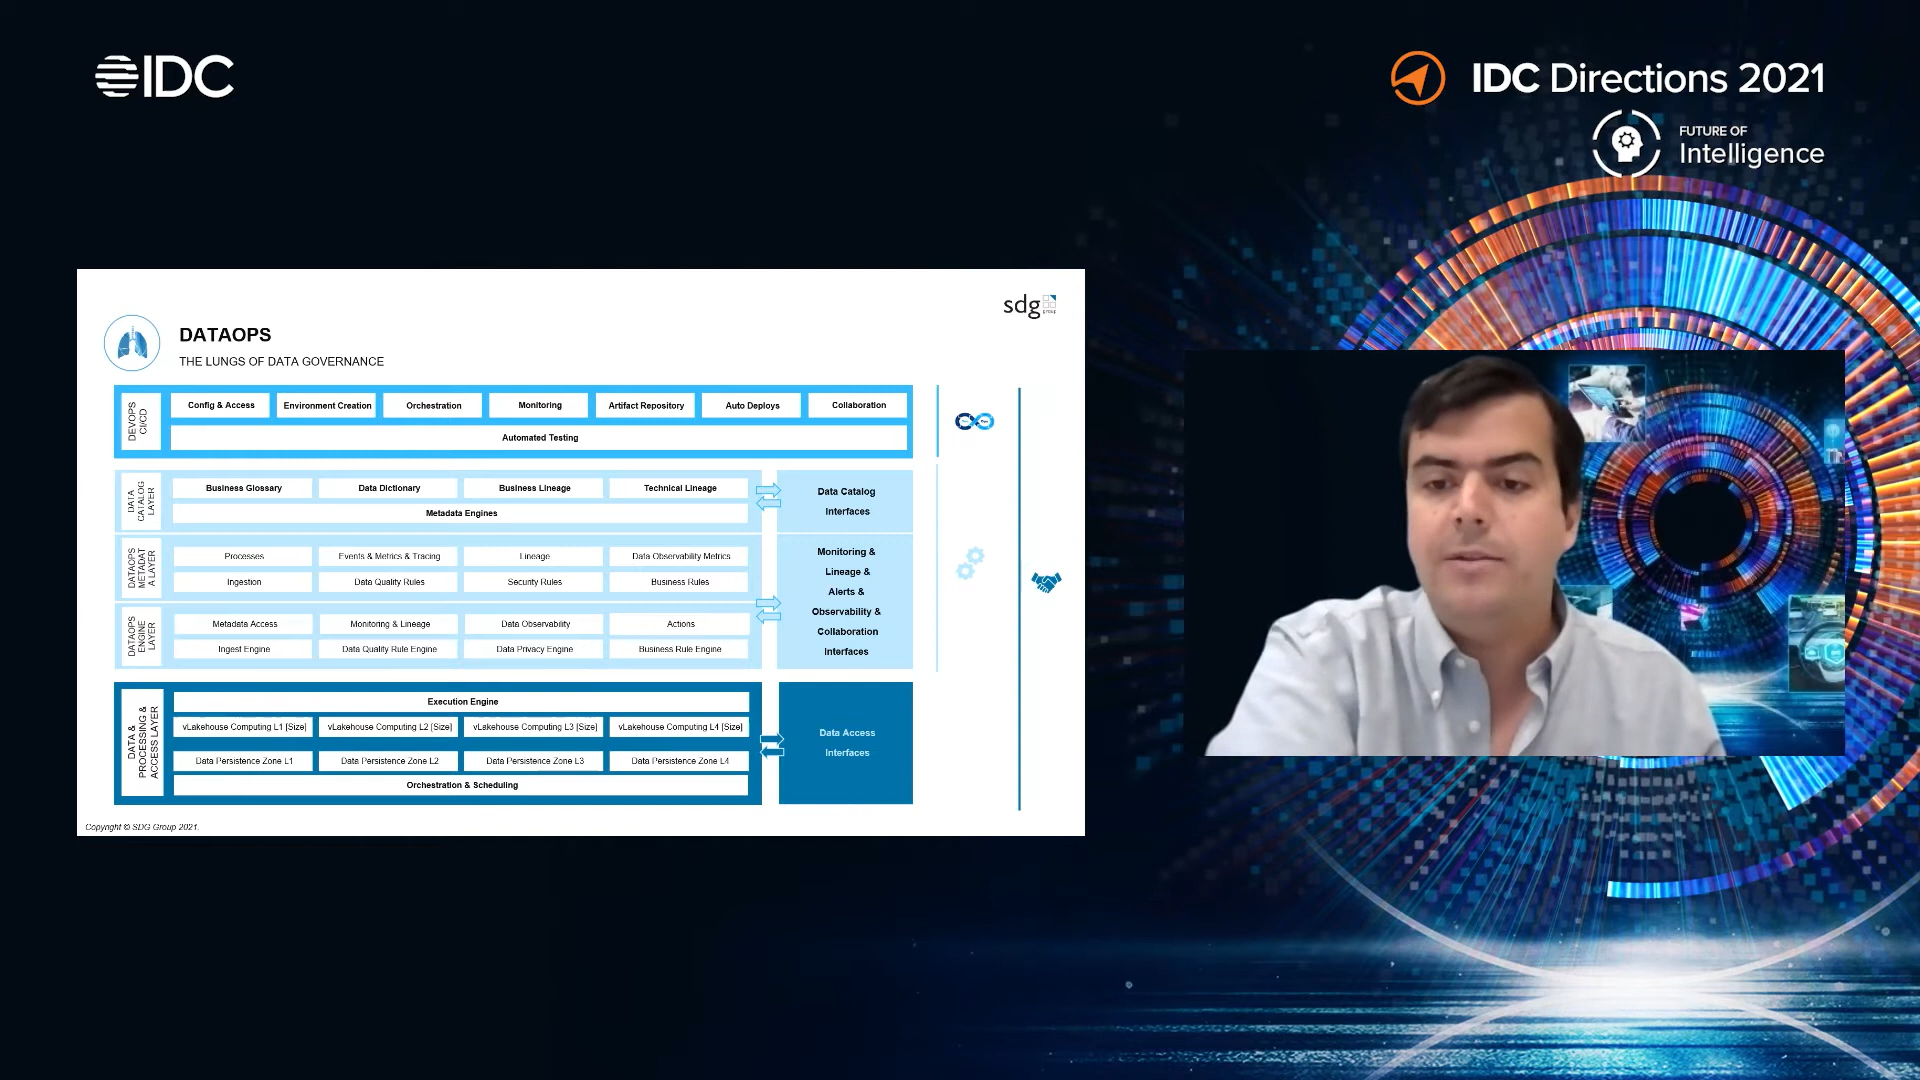 IDC
IDC Directions 2021
FUTURE OF
Intelligence
sdg
group
DATAOPS
THE LUNGS OF DATA GOVERNANCE
DEVOPS
CI/CD
Config & Access
Environment Creation
Orchestration
Monitoring
Artifact Repository
Auto Deploys
Collaboration
Automated Testing
DATA
CATALOG
LAYER
Business Glossary
Data Dictionary
Business Lineage
Technical Lineage
Metadata Engines
Data Catalog
Interfaces
DATAOPS
METADAT
A LAYER
Processes
Events & Metrics & Tracing
Lineage
Data Observability Metrics
Ingestion
Data Quality Rules
Security Rules
Business Rules
DATAOPS
ENGINE
LAYER
Metadata Access
Monitoring & Lineage
Data Observability
Actions
Ingest Engine
Data Quality Rule Engine
Data Privacy Engine
Business Rule Engine
Monitoring &
Lineage &
Alerts &
Observability &
Collaboration
Interfaces
DATA &
PROCESSING &
ACCESS LAYER
Execution Engine
vLakehouse Computing L1 [Size]
vLakehouse Computing L2 [Size]
vLakehouse Computing L3 [Size]
vLakehouse Computing L4 [Size]
Data Persistence Zone L1
Data Persistence Zone L2
Data Persistence Zone L3
Data Persistence Zone L4
Orchestration & Scheduling
Data Access
Interfaces
Copyright © SDG Group 2021.